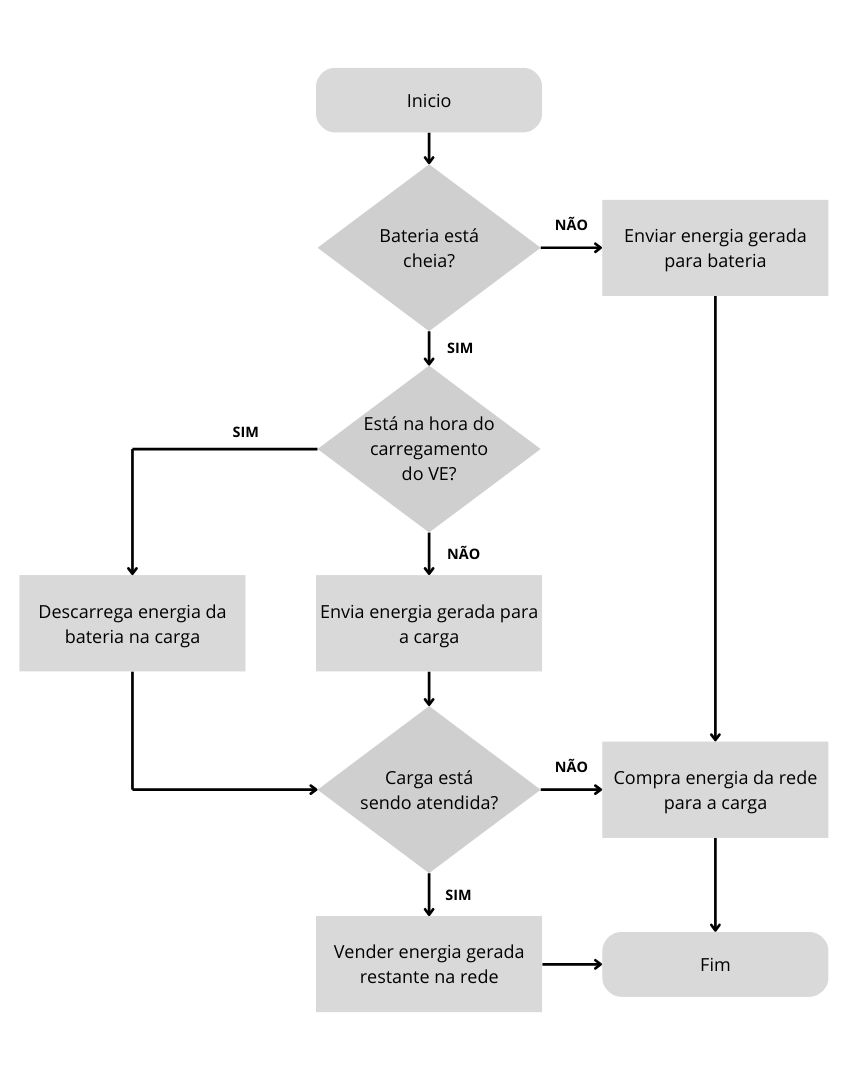 Inicio
Bateria está
cheia?
NÃO
Enviar energia gerada
para bateria
SIM
Está na hora do
carregamento
do VE?
SIM
NÃO
Descarrega energia da
bateria na carga
Envia energia gerada para
a carga
Carga está
sendo atendida?
NÃO
Compra energia da rede
para a carga
SIM
Vender energia gerada
restante na rede
Fim